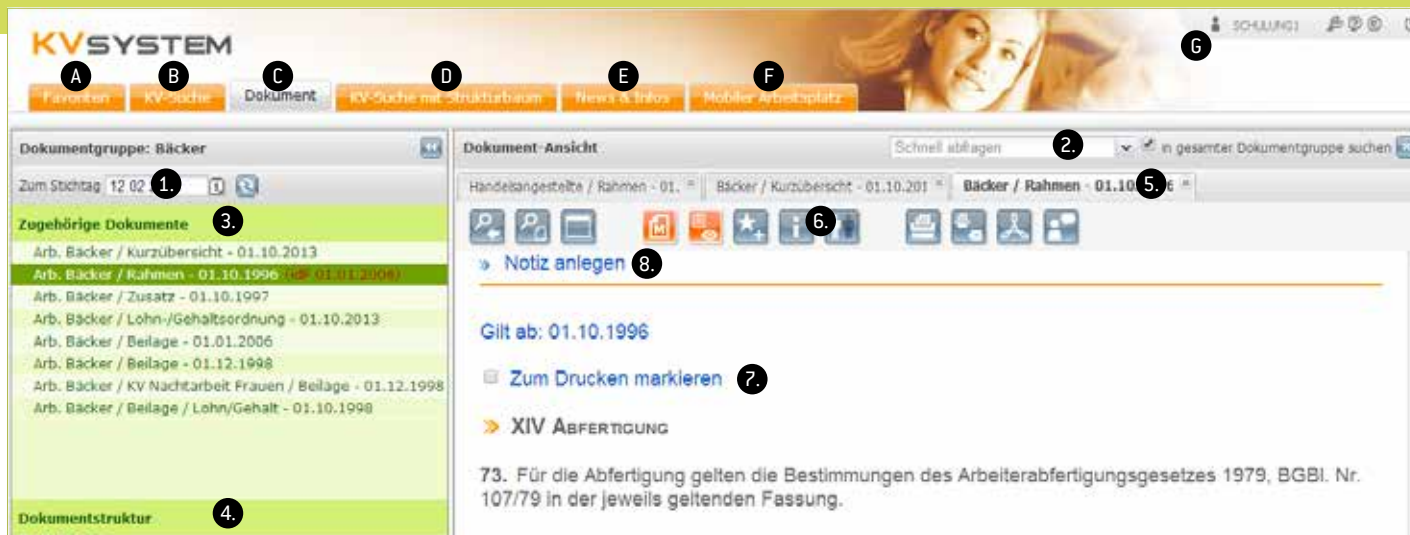 KVSYSTEM
SCHULUNG1
G
A B C D E F
Favoriten KV-Suche Dokument KV-Suche mit Strukturbaum News & Infos Mobiler Arbeitsplatz
Dokumentgruppe: Bäcker
Zum Stichtag 12 02 1.
Zugehörige Dokumente 3.
Arb. Bäcker / Kurzübersicht - 01.10.2013
Arb. Bäcker / Rahmen - 01.10.1996 (idF 01.01.2006)
Arb. Bäcker / Zusatz - 01.10.1997
Arb. Bäcker / Lohn-/Gehaltsordnung - 01.10.2013
Arb. Bäcker / Beilage - 01.01.2006
Arb. Bäcker / Beilage - 01.12.1998
Arb. Bäcker / KV Nachtarbeit Frauen / Beilage - 01.12.1998
Arb. Bäcker / Beilage / Lohn/Gehalt - 01.10.1998
Dokumentstruktur 4.
Dokument-Ansicht Schnell abfragen 2. in gesamter Dokumentgruppe suchen
Handelsangestellte / Rahmen - 01. Bäcker / Kurzübersicht - 01.10.201 Bäcker / Rahmen - 01.10 5. 6
6.
» Notiz anlegen 8.
Gilt ab: 01.10.1996
Zum Drucken markieren 7.
» XIV ABFERTIGUNG
73. Für die Abfertigung gelten die Bestimmungen des Arbeiterabfertigungsgesetzes 1979, BGBl. Nr.
107/79 in der jeweils geltenden Fassung.